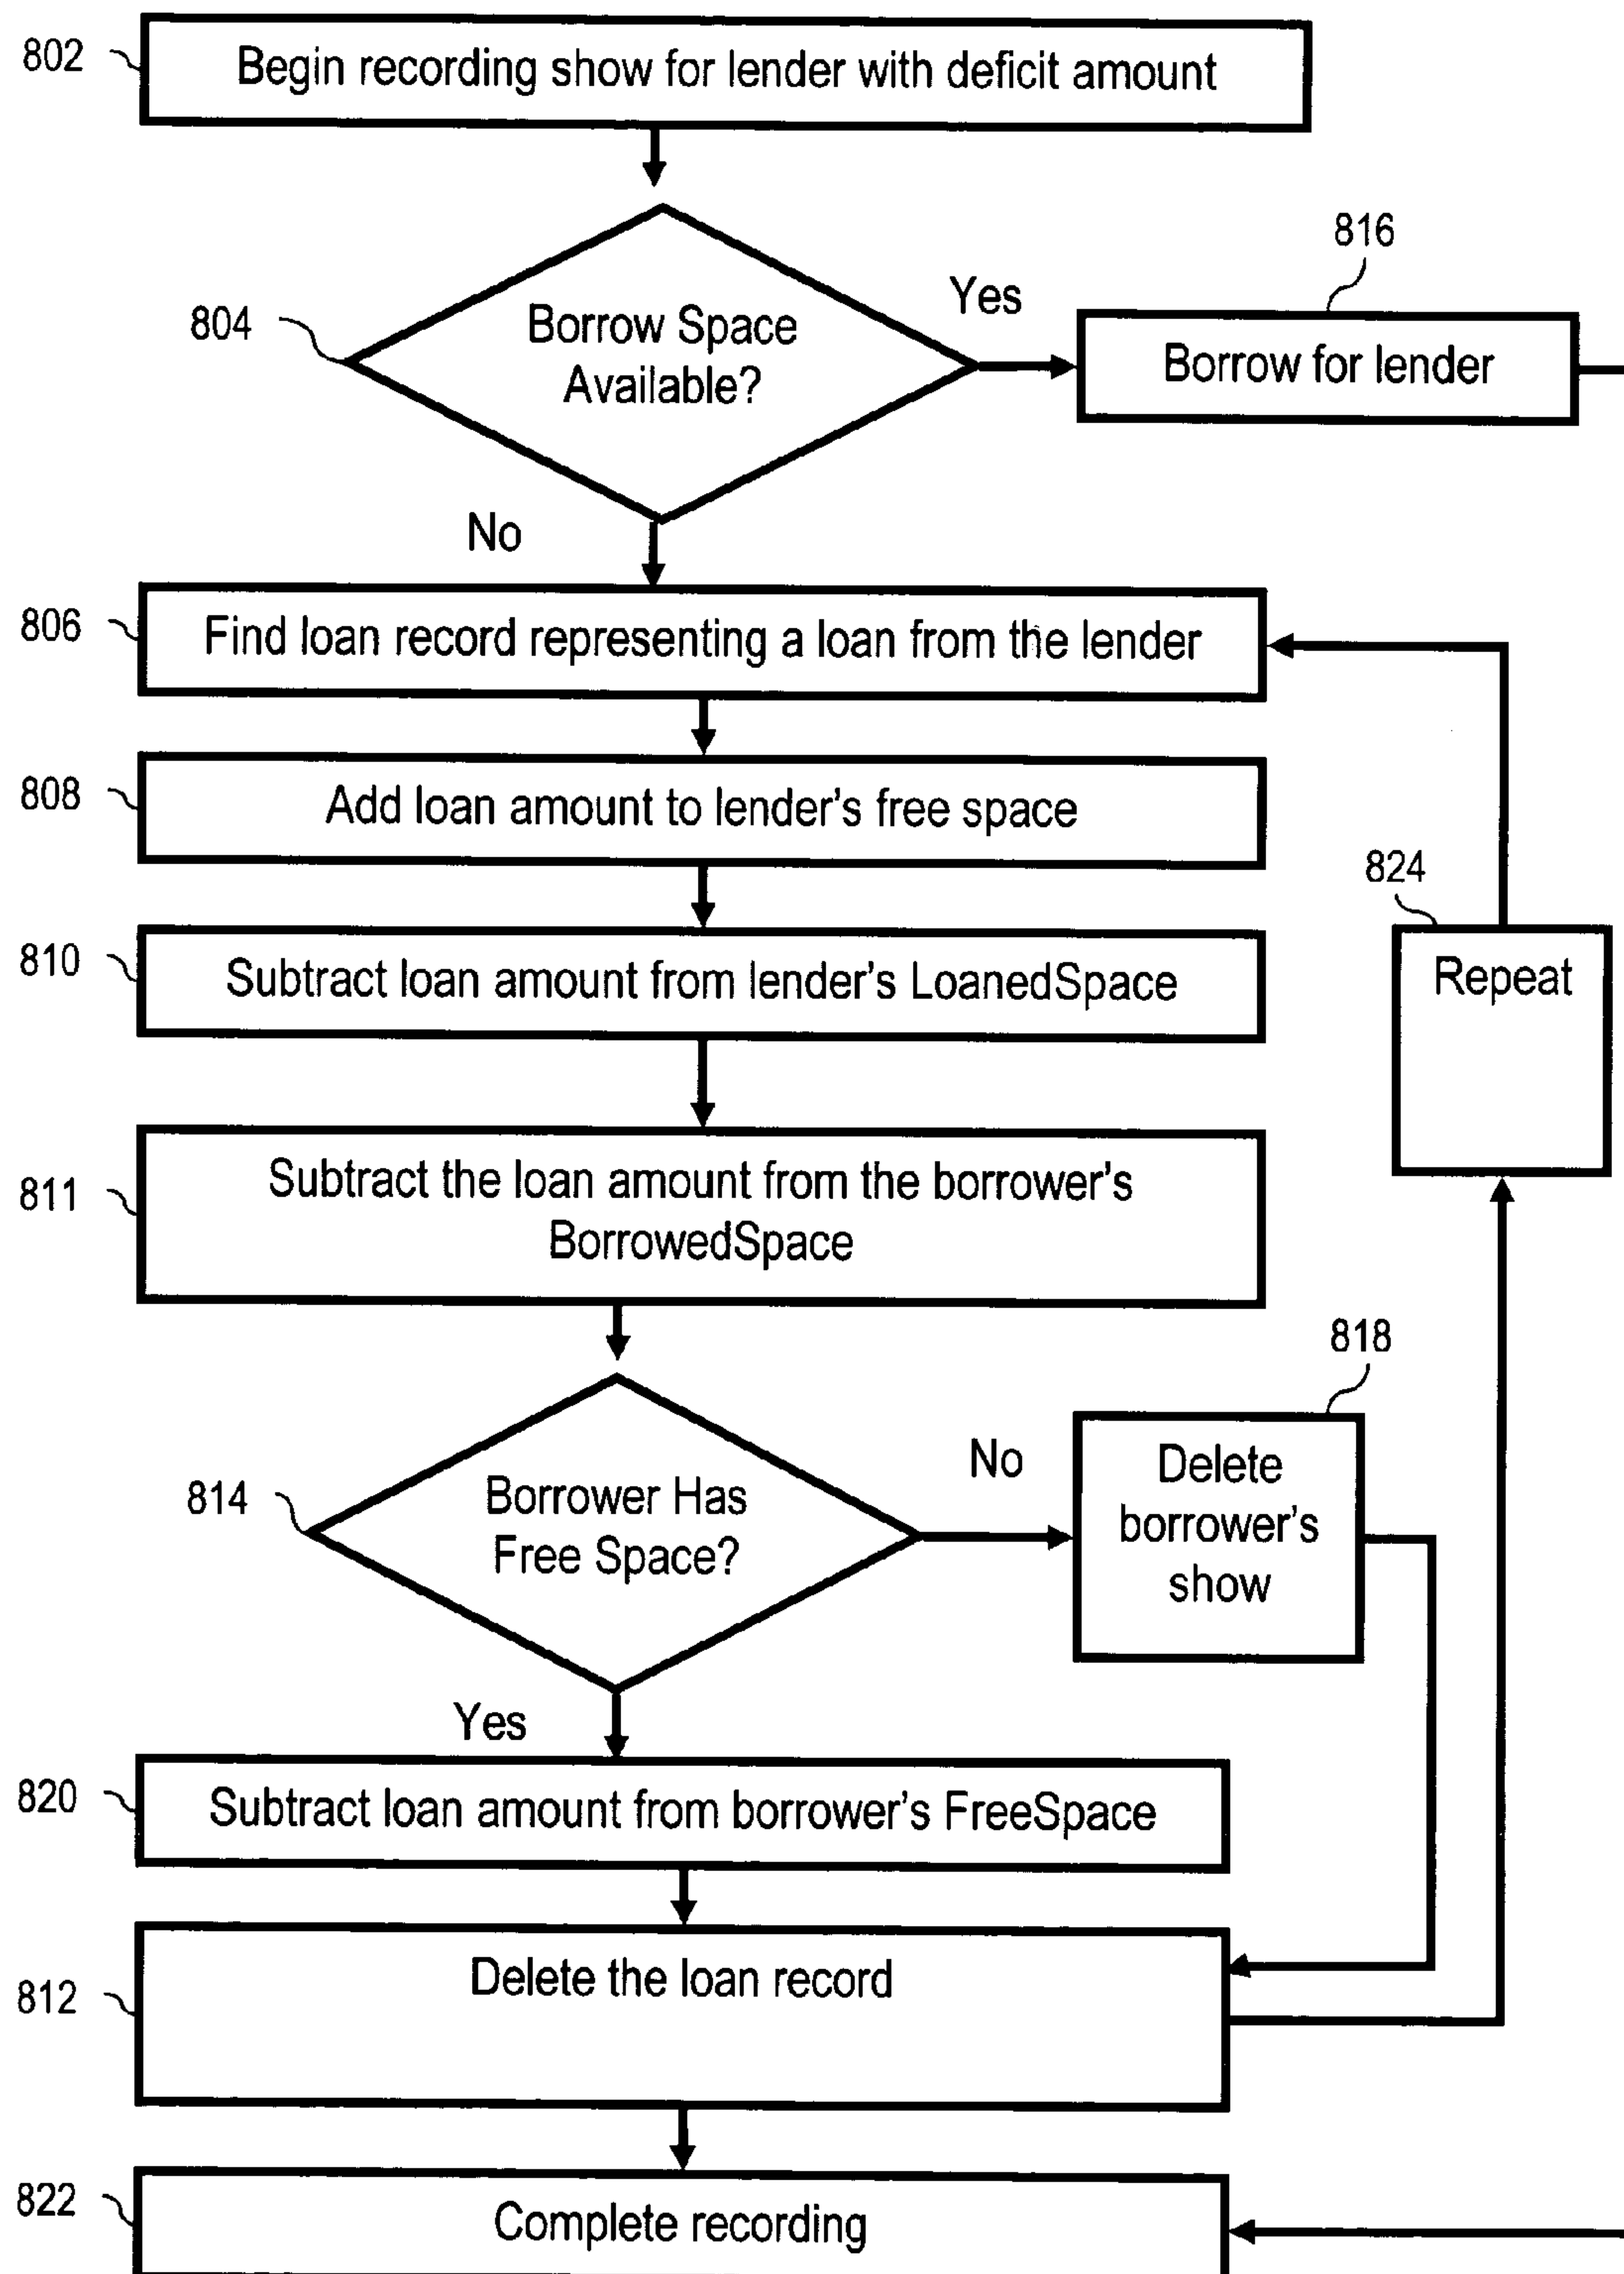 802
Begin recording show for lender with deficit amount
804
Borrow Space
Available?
Yes
816
Borrow for lender
No
806
Find loan record representing a loan from the lender
808
Add loan amount to lender's free space
824
Repeat
810
Subtract loan amount from lender's LoanedSpace
811
Subtract the loan amount from the borrower's
BorrowedSpace
818
814
Borrower Has
Free Space?
No
Delete
borrower's
show
Yes
820
Subtract loan amount from borrower's FreeSpace
812
Delete the loan record
822
Complete recording